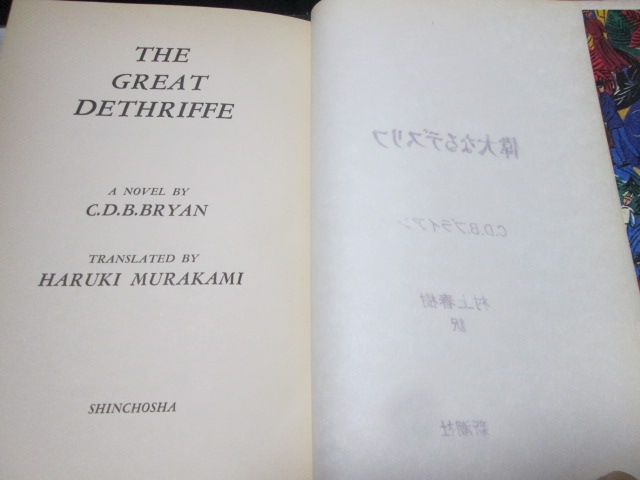 THE
GREAT
DETHRIFFE
A NOVEL BY
C.D.B.BRYAN
TRANSLATED BY
HARUKI MURAKAMI
SHINCHOSHA
偉大なるデスリフ
C.D.B.ブライアン
村上春樹
訳
新潮社